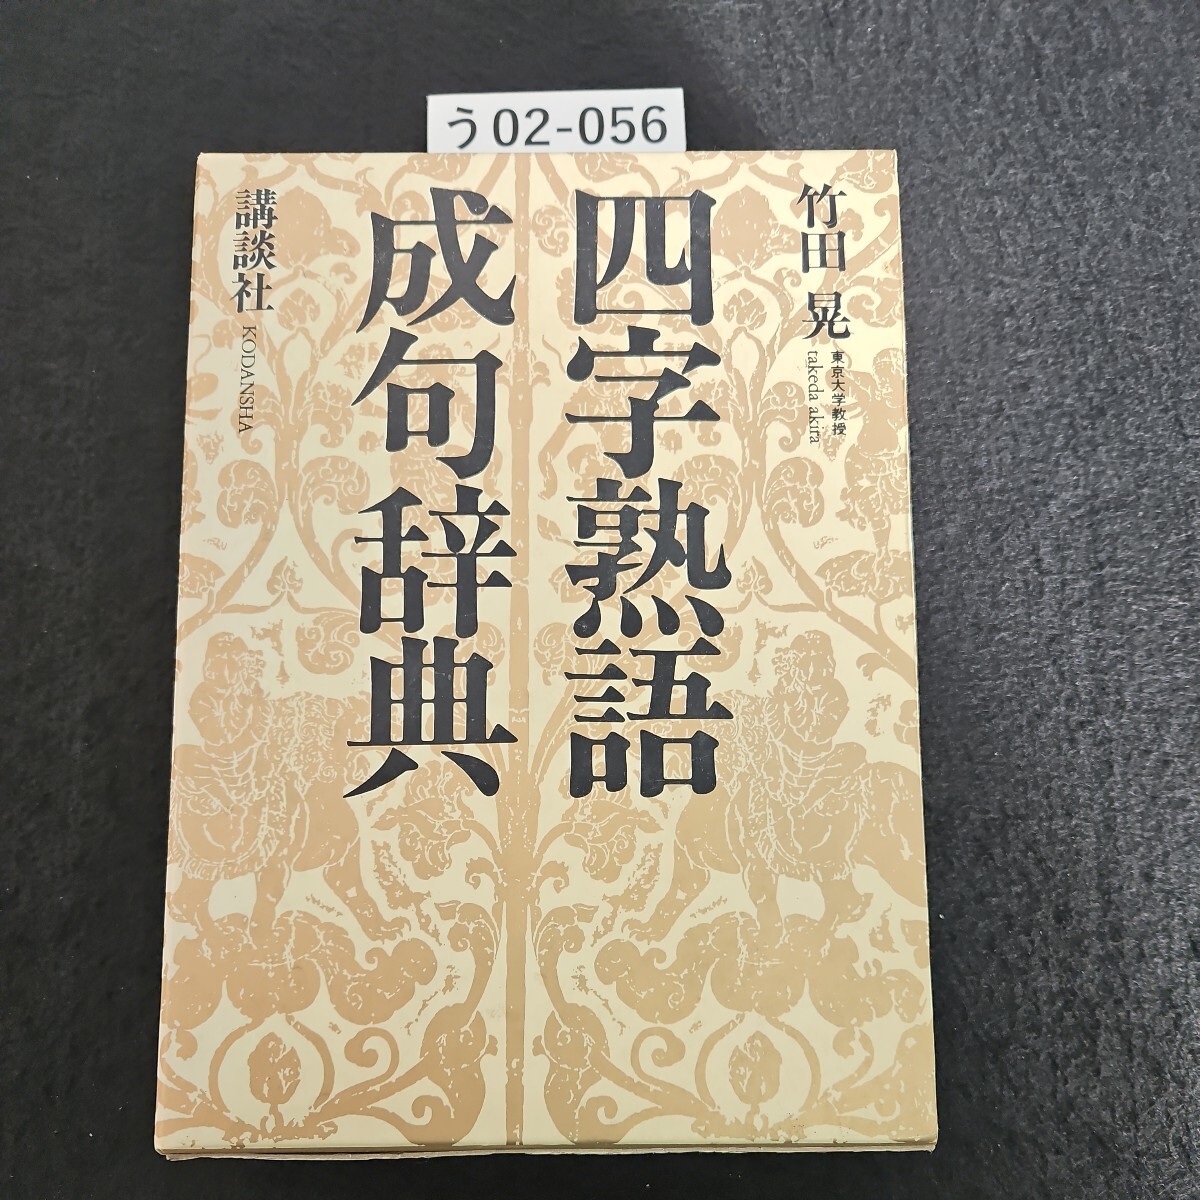 う02-056
竹田 晃
東京大学教授
takeda akira
四字熟語
成句辞典
講談社
KODANSHA